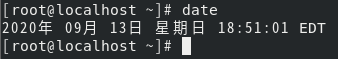 [root@localhost ~]# date
2020年 09月 13日 星期日 18:51:01 EDT
[root@localhost ~]#